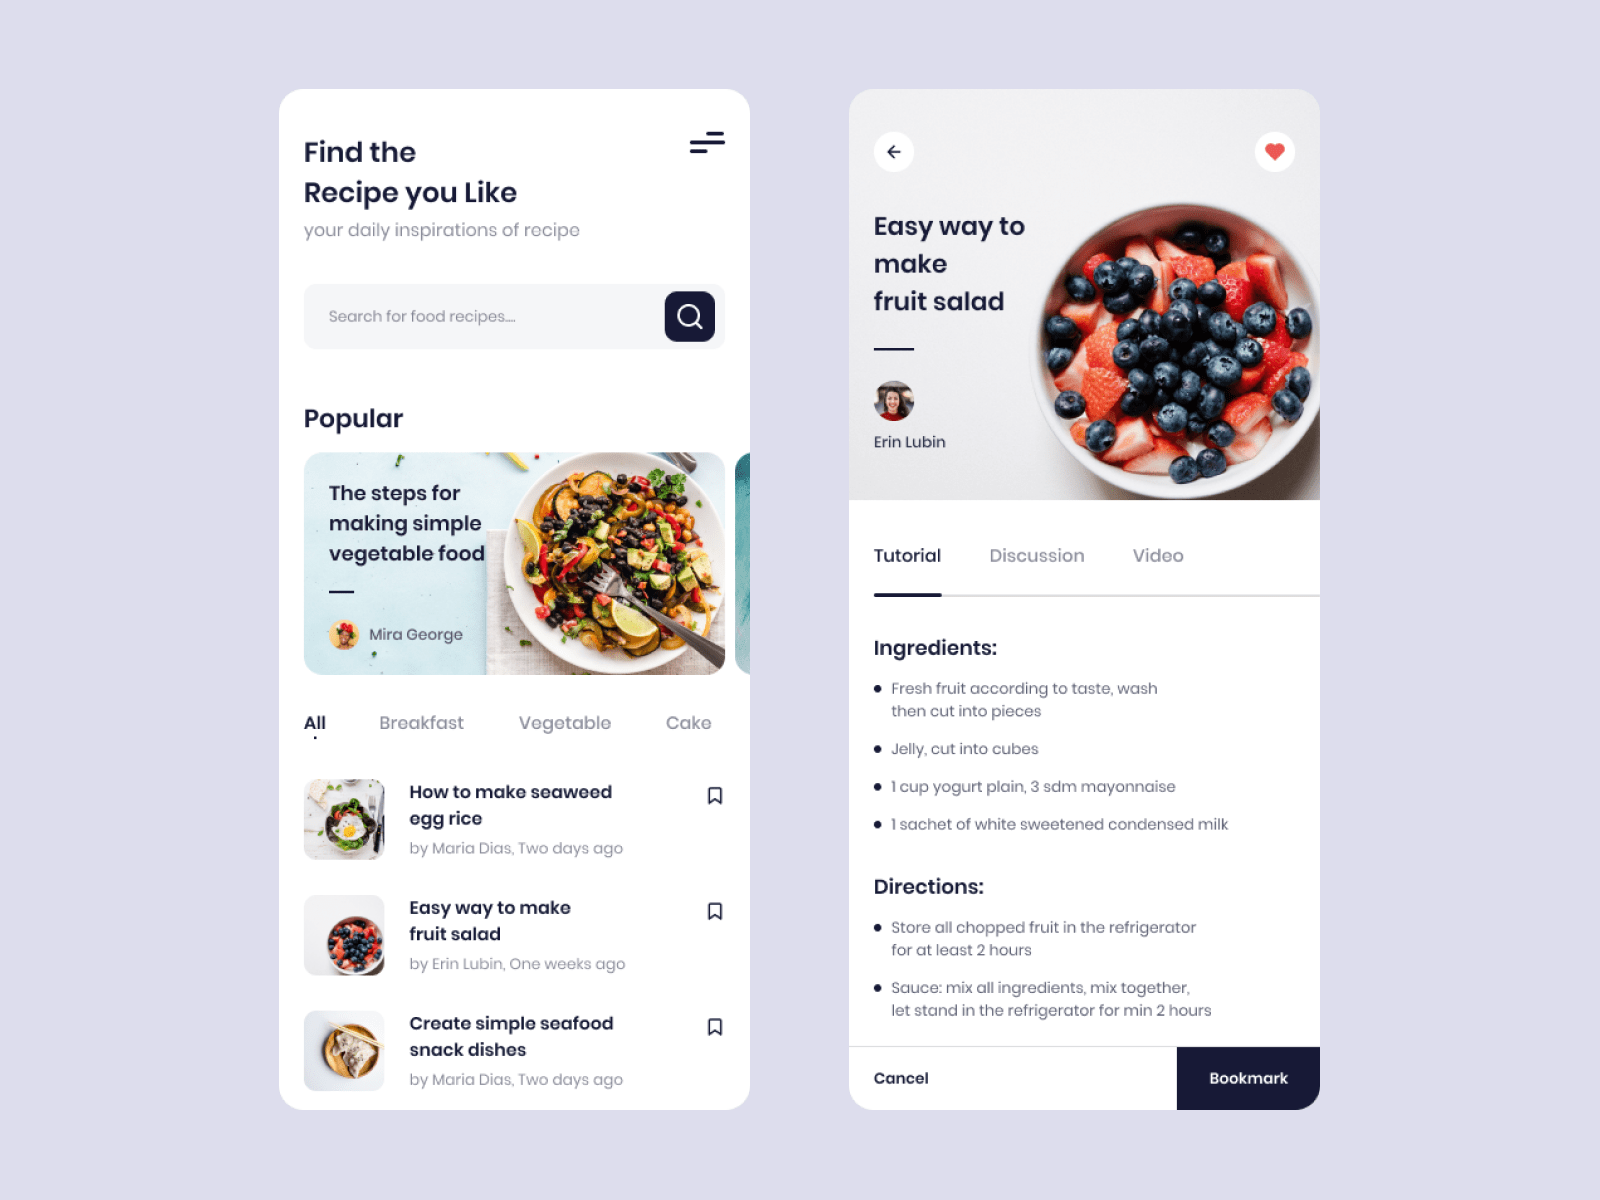 Find the
Recipe you Like
your daily inspirations of recipe
Search for food recipes....
Popular
The steps for
making simple
vegetable food
Mira George
All
Breakfast
Vegetable
Cake
How to make seaweed
egg rice
by Maria Dias, Two days ago
Easy way to make
fruit salad
by Erin Lubin, One weeks ago
Create simple seafood
snack dishes
by Maria Dias, Two days ago
Easy way to
make
fruit salad
Erin Lubin
Tutorial
Discussion
Video
Ingredients:
Fresh fruit according to taste, wash
then cut into pieces
Jelly, cut into cubes
1 cup yogurt plain, 3 sdm mayonnaise
1 sachet of white sweetened condensed milk
Directions:
Store all chopped fruit in the refrigerator
for at least 2 hours
Sauce: mix all ingredients, mix together,
let stand in the refrigerator for min 2 hours
Cancel
Bookmark